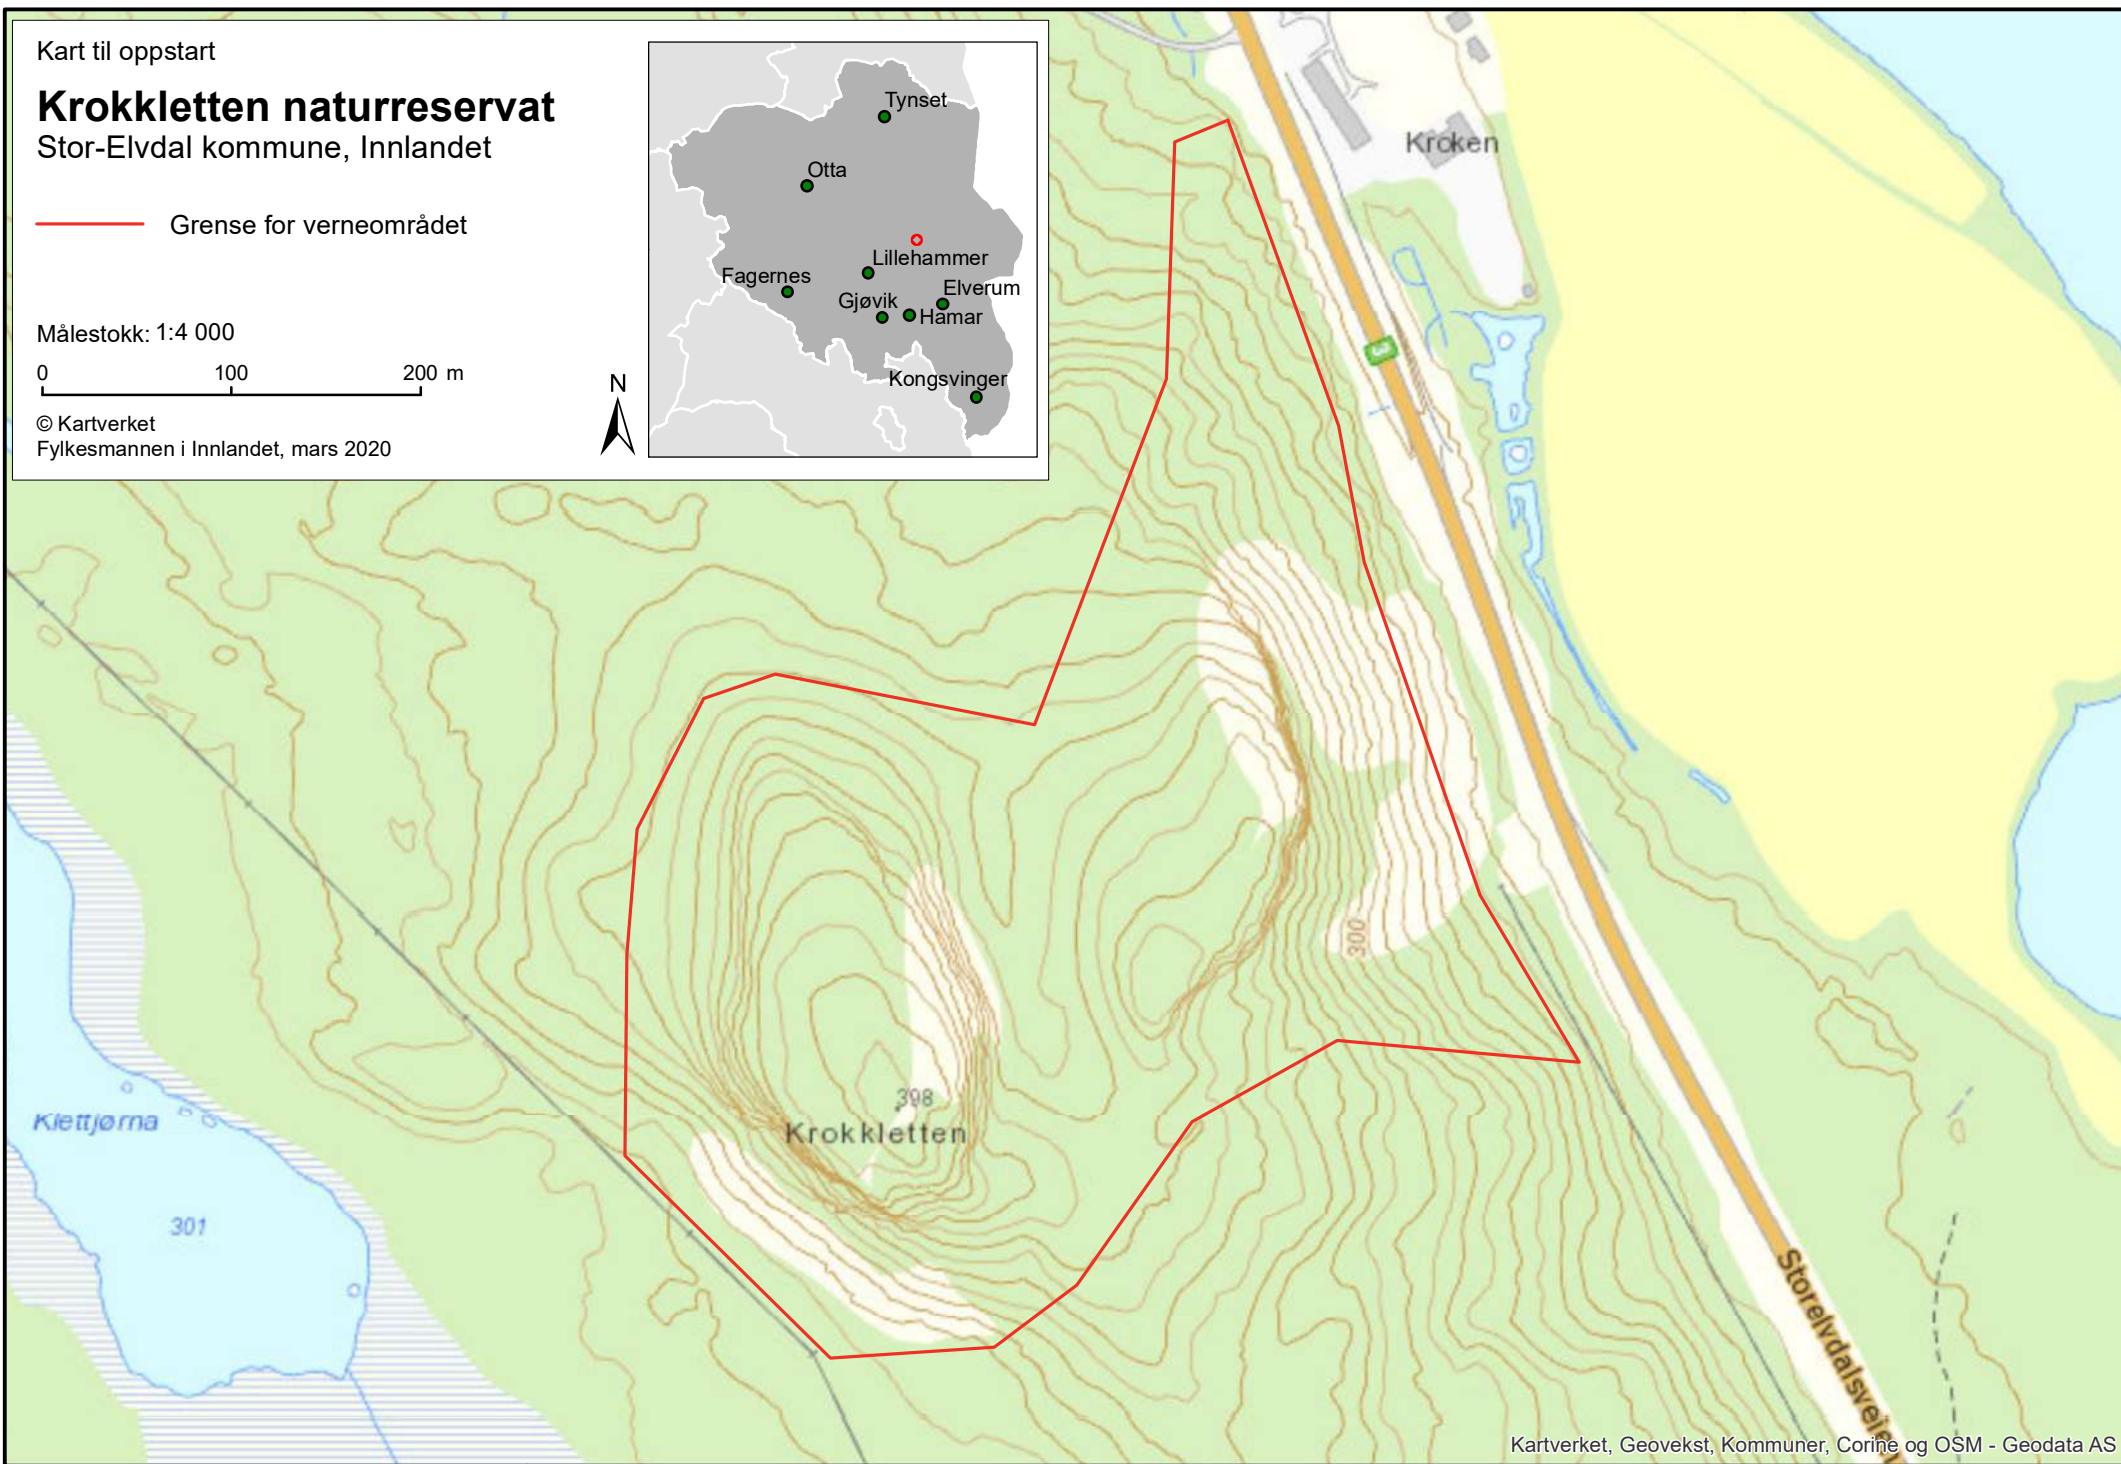 Kart til oppstart
Krokkletten naturreservat
Stor-Elvdal kommune, Innlandet
Grense for verneområdet
Målestokk: 1:4 000
0 100 200 m
© Kartverket
Fylkesmannen i Innlandet, mars 2020
N
Tynset
Otta
Lillehammer
Fagernes
Elverum
Gjøvik
Hamar
Kongsvinger
Kroken
3
300
398
Krokkletten
Klettjørna
301
Storelvdalsveien
Kartverket, Geovekst, Kommuner, Corine og OSM - Geodata AS